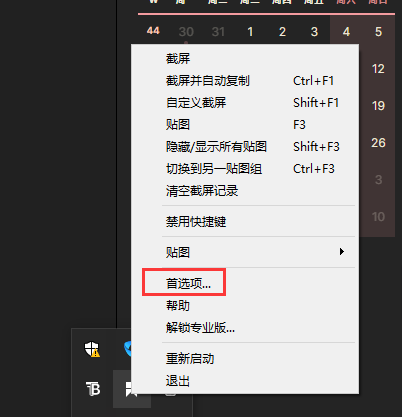 W 周一 周二 周三 周四 周五 周六 周日
44 30 31 1 2 3 4 5
截屏
12
截屏并自动复制 Ctrl+F1
自定义截屏 Shift+F1
19
贴图 F3
隐藏/显示所有贴图 Shift+F3
26
切换到另一贴图组 Ctrl+F3
3
清空截屏记录
10
禁用快捷键
贴图
首选项...
帮助
解锁专业版...
重新启动
退出